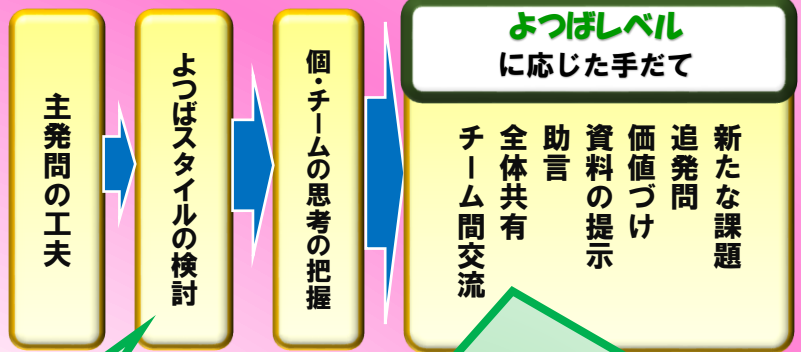 主発問の工夫
よつばスタイルの検討
個・チームの思考の把握
よつばレベル
に応じた手だて
新たな課題
追発問
価値づけ
資料の提示
助言
全体共有
チーム間交流